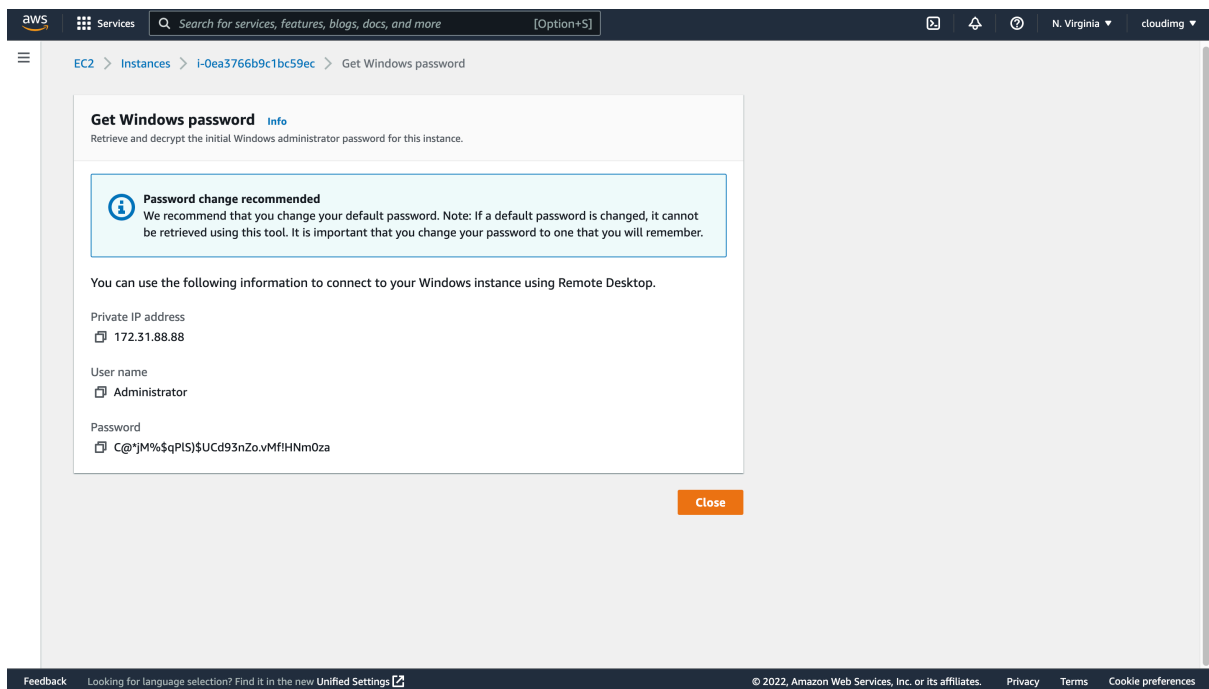 aws Services Search for services, features, blogs, docs, and more [Option+S] N. Virginia ▼ cloudimg ▼
EC2 > Instances > i-0ea3766b9c1bc59ec > Get Windows password
Get Windows password Info
Retrieve and decrypt the initial Windows administrator password for this instance.
Password change recommended
We recommend that you change your default password. Note: If a default password is changed, it cannot
be retrieved using this tool. It is important that you change your password to one that you will remember.
You can use the following information to connect to your Windows instance using Remote Desktop.
Private IP address
172.31.88.88
User name
Administrator
Password
C@*jM%$qPlS)$UCd93nZo.vMf!HNm0za
Close
Feedback Looking for language selection? Find it in the new Unified Settings © 2022, Amazon Web Services, Inc. or its affiliates. Privacy Terms Cookie preferences